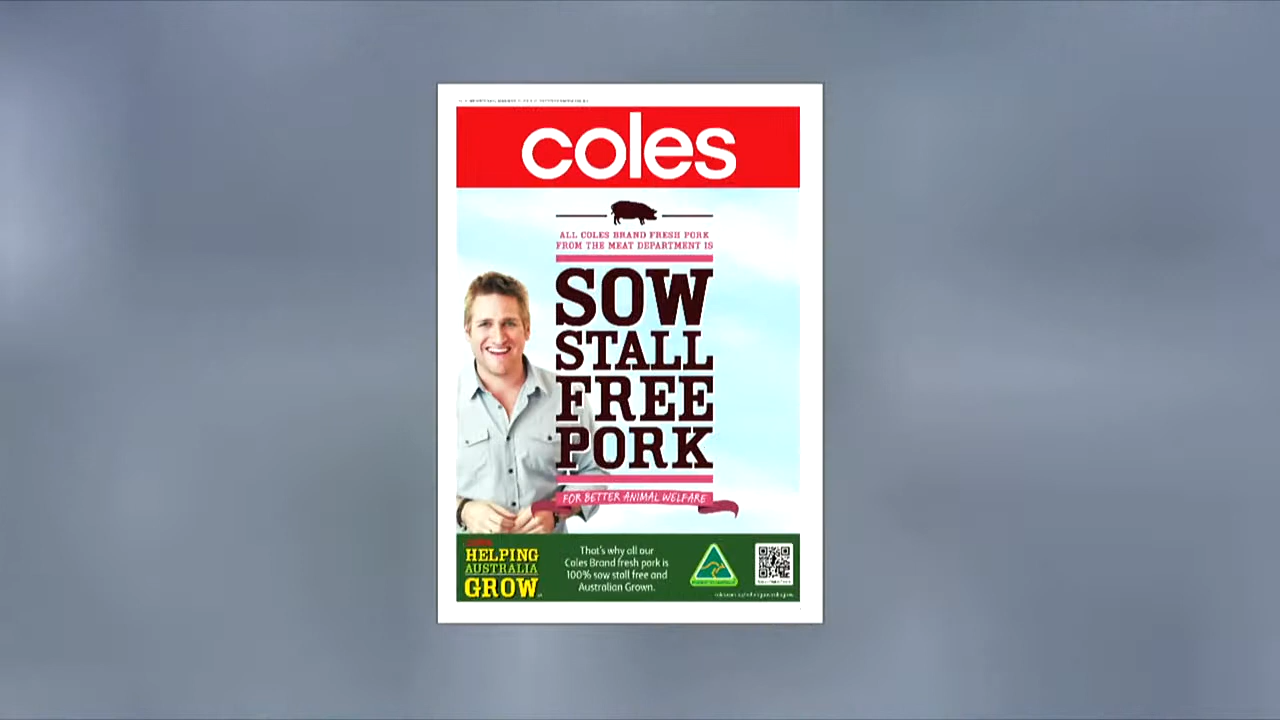 coles
ALL COLES BRAND FRESH PORK
FROM THE MEAT DEPARTMENT IS
SOW
STALL
FREE
PORK
FOR BETTER ANIMAL WELFARE
HELPING
AUSTRALIA
GROW
That's why all our
Coles Brand fresh pork is
100% sow stall free and
Australian Grown.